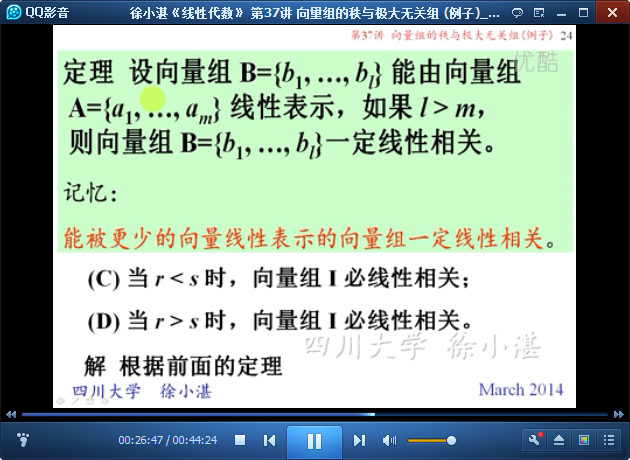 QQ影音
徐小湛《线性代数》 第37讲 向量组的秩与极大无关组 (例子)_...
第37讲 向量组的秩与极大无关组(例子) 24
优酷
定理 设向量组 B={b1, …, bl} 能由向量组
A={a1, …, am} 线性表示，如果 l > m，
则向量组 B={b1, …, bl}一定线性相关。
记忆：
能被更少的向量线性表示的向量组一定线性相关。
(C) 当 r < s 时，向量组 I 必线性相关；
(D) 当 r > s 时，向量组 I 必线性相关。
四川大学 徐小湛
解 根据前面的定理
四川大学 徐小湛
March 2014
00:26:47 / 00:44:24